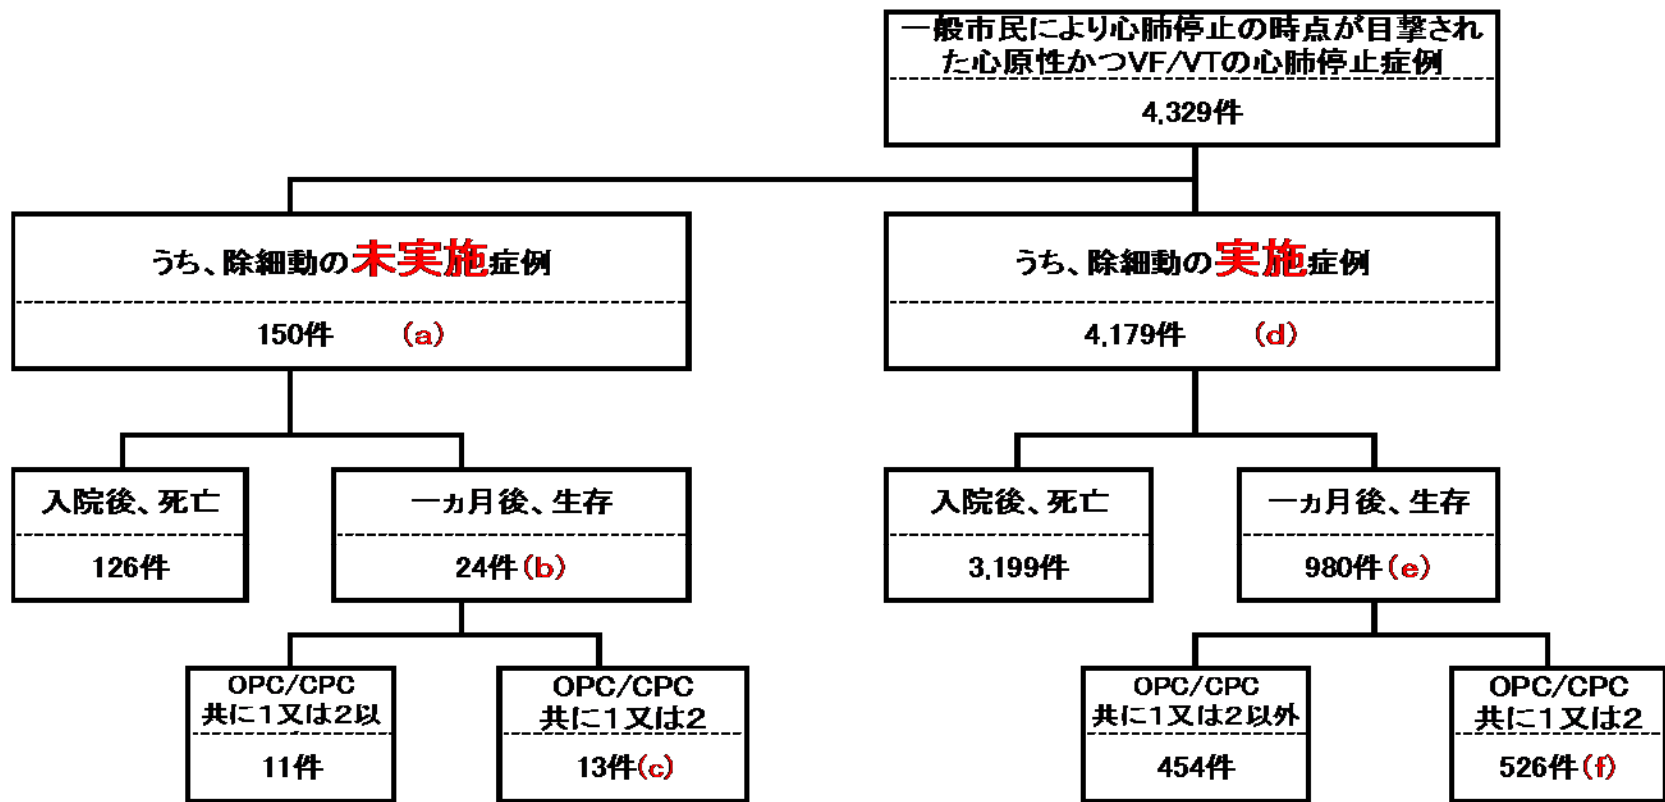 一般市民により心肺停止の時点が目撃され
た心原性かつVF/VTの心肺停止症例
4,329件
うち、除細動の未実施症例
150件 (a)
うち、除細動の実施症例
4,179件 (d)
入院後、死亡
126件
一ヵ月後、生存
24件(b)
入院後、死亡
3,199件
一ヵ月後、生存
980件(e)
OPC/CPC
共に1又は2以
11件
OPC/CPC
共に1又は2
13件(c)
OPC/CPC
共に1又は2以外
454件
OPC/CPC
共に1又は2
526件(f)